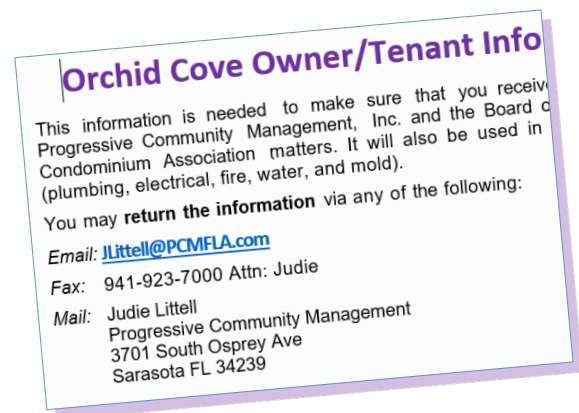 Orchid Cove Owner/Tenant Info
This information is needed to make sure that you
Progressive Community Management, Inc. and the Board
Condominium Association matters. It will also be used in
(plumbing, electrical, fire, water, and mold).
You may return the information via any of the following:
Email: JLittell@PCMFLA.com
Fax: 941-923-7000 Attn: Judie
Mail: Judie Littell
Progressive Community Management
3701 South Osprey Ave
Sarasota FL 34239